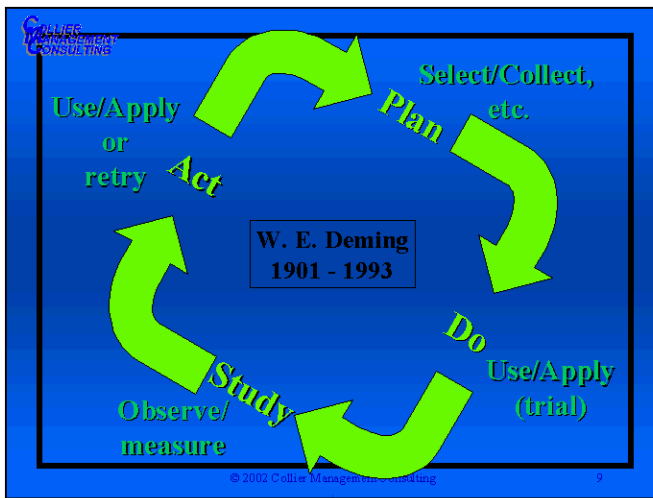 COLLIER
MANAGEMENT
CONSULTING
Select/Collect,
etc.
Plan
Use/Apply
or
retry
Act
W. E. Deming
1901 - 1993
Do
Use/Apply
(trial)
Study
Observe/
measure
© 2002 Collier Management Consulting
9